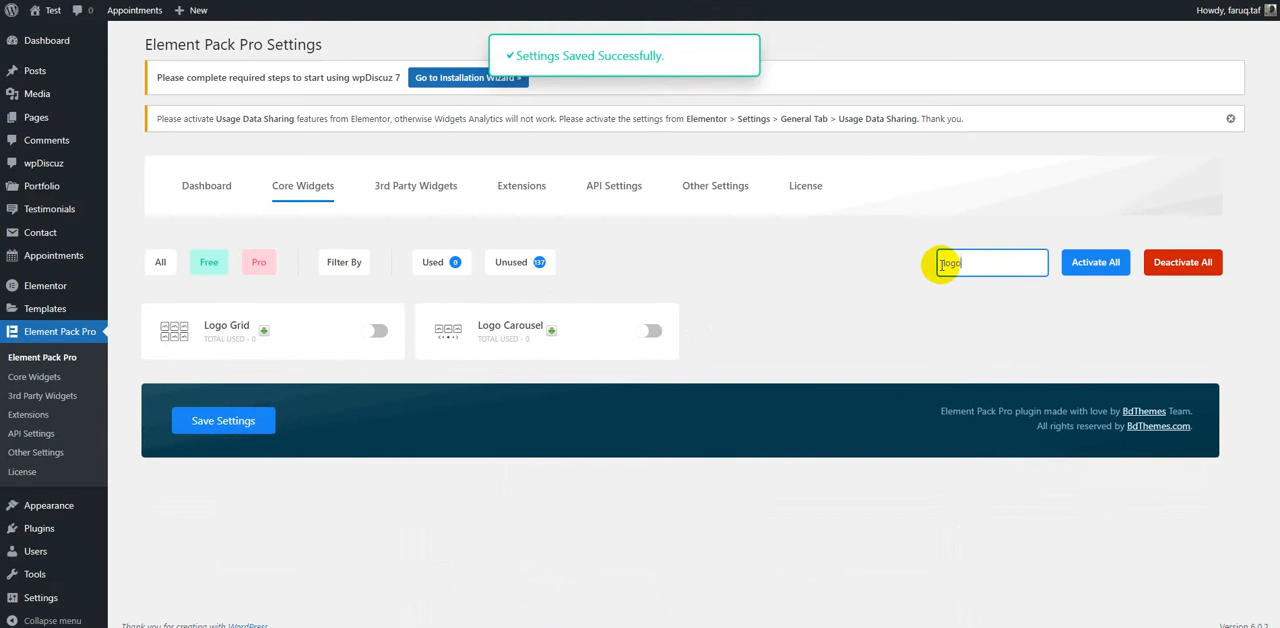 Test
0
Appointments
New
Howdy, faruq.taf
Dashboard
Posts
Media
Pages
Comments
wpDiscuz
Portfolio
Testimonials
Contact
Appointments
Elementor
Templates
Element Pack Pro
Element Pack Pro
Core Widgets
3rd Party Widgets
Extensions
API Settings
Other Settings
License
Appearance
Plugins
Users
Tools
Settings
Collapse menu
Element Pack Pro Settings
Settings Saved Successfully.
Please complete required steps to start using wpDiscuz 7 Go to Installation Wizard »
Please activate Usage Data Sharing features from Elementor, otherwise Widgets Analytics will not work. Please activate the settings from Elementor > Settings > General Tab > Usage Data Sharing. Thank you.
Dashboard Core Widgets 3rd Party Widgets Extensions API Settings Other Settings License
All Free Pro Filter By Used 0 Unused 137 logo Activate All Deactivate All
Logo Grid
TOTAL USED - 0
Logo Carousel
TOTAL USED - 0
Save Settings
Element Pack Pro plugin made with love by BdThemes Team.
All rights reserved by BdThemes.com.
Thank you for creating with WordPress.
Version 6.0.2